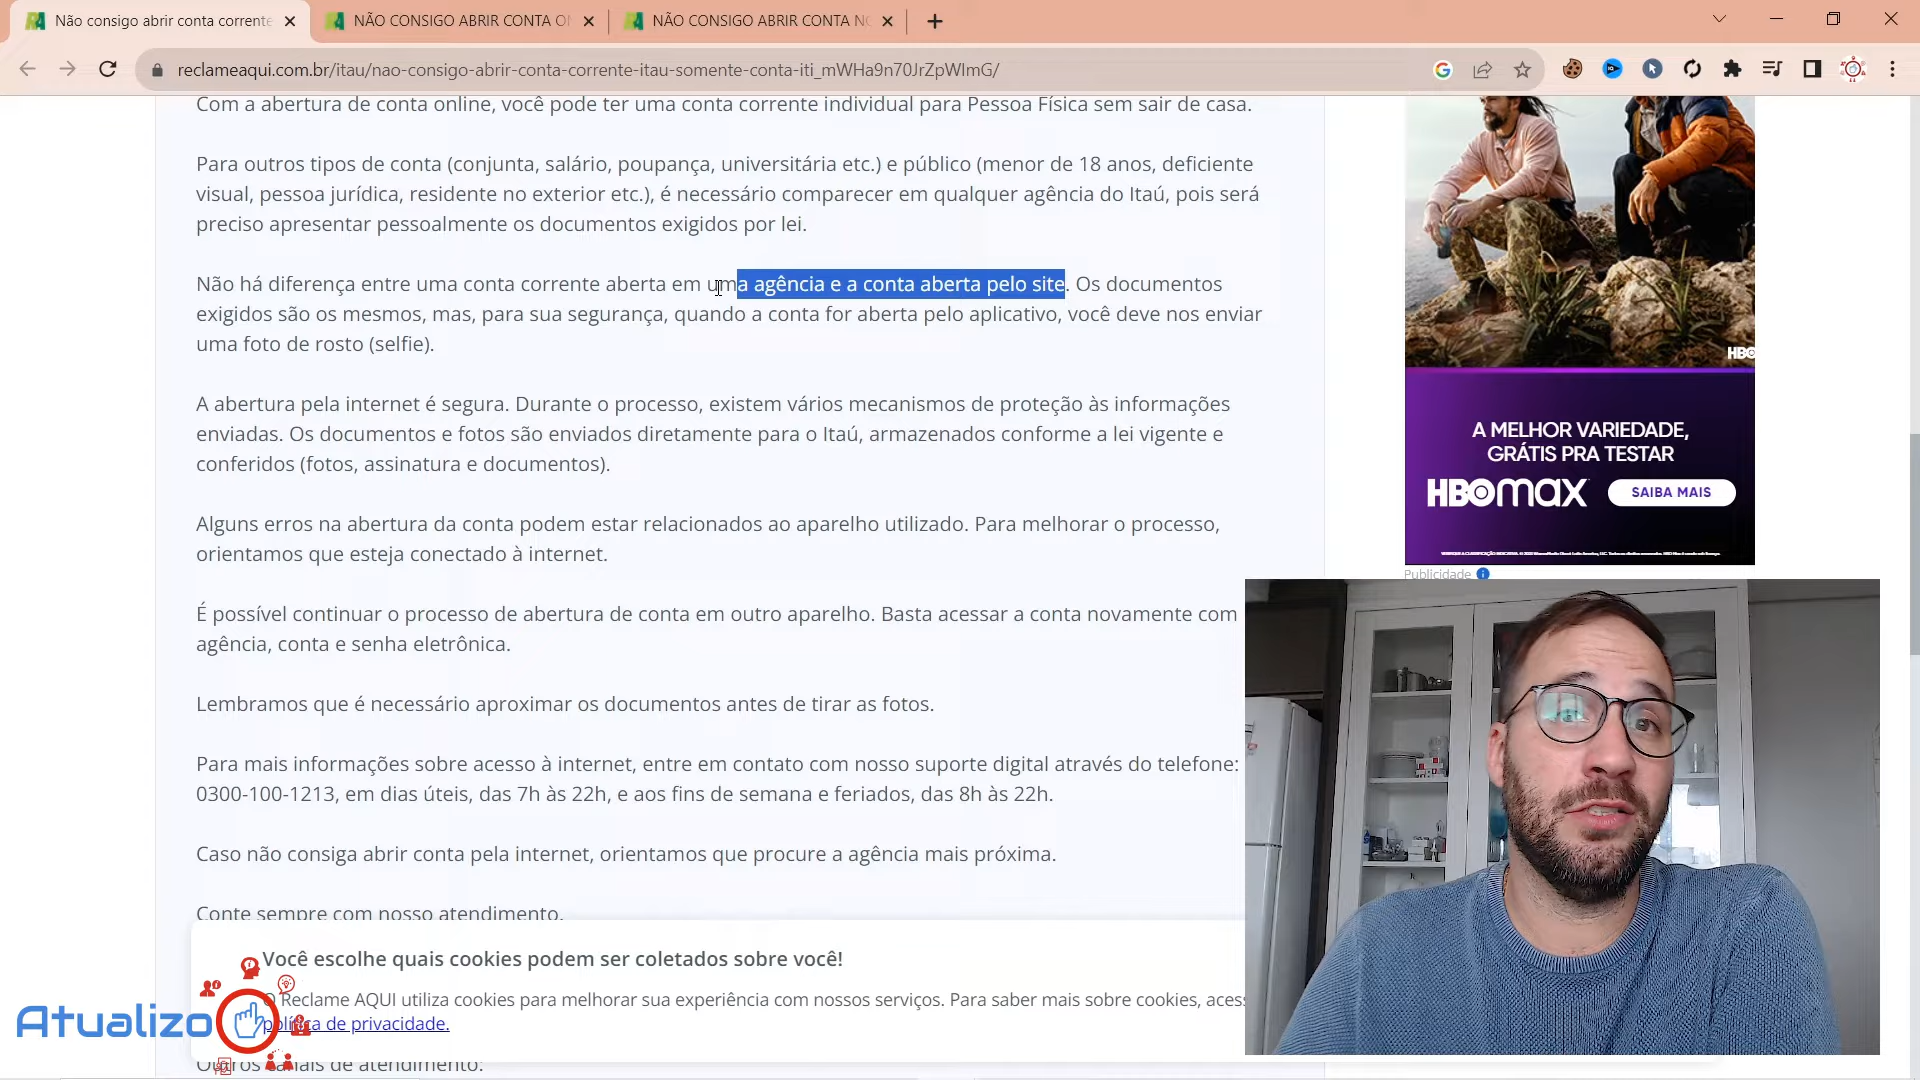 Não consigo abrir conta corrente
NÃO CONSIGO ABRIR CONTA O
NÃO CONSIGO ABRIR CONTA NO
reclameaqui.com.br/itau/nao-consigo-abrir-conta-corrente-itau-somente-conta-iti_mWHa9n70JrZpWImG/
Com a abertura de conta online, você pode ter uma conta corrente individual para Pessoa Física sem sair de casa.
Para outros tipos de conta (conjunta, salário, poupança, universitária etc.) e público (menor de 18 anos, deficiente
visual, pessoa jurídica, residente no exterior etc.), é necessário comparecer em qualquer agência do Itaú, pois será
preciso apresentar pessoalmente os documentos exigidos por lei.
Não há diferença entre uma conta corrente aberta em uma agência e a conta aberta pelo site. Os documentos
exigidos são os mesmos, mas, para sua segurança, quando a conta for aberta pelo aplicativo, você deve nos enviar
uma foto de rosto (selfie).
A abertura pela internet é segura. Durante o processo, existem vários mecanismos de proteção às informações
enviadas. Os documentos e fotos são enviados diretamente para o Itaú, armazenados conforme a lei vigente e
conferidos (fotos, assinatura e documentos).
Alguns erros na abertura da conta podem estar relacionados ao aparelho utilizado. Para melhorar o processo,
orientamos que esteja conectado à internet.
É possível continuar o processo de abertura de conta em outro aparelho. Basta acessar a conta novamente com
agência, conta e senha eletrônica.
Lembramos que é necessário aproximar os documentos antes de tirar as fotos.
Para mais informações sobre acesso à internet, entre em contato com nosso suporte digital através do telefone:
0300-100-1213, em dias úteis, das 7h às 22h, e aos fins de semana e feriados, das 8h às 22h.
Caso não consiga abrir conta pela internet, orientamos que procure a agência mais próxima.
Conte sempre com nosso atendimento.
Você escolhe quais cookies podem ser coletados sobre você!
O Reclame AQUI utiliza cookies para melhorar sua experiência com nossos serviços. Para saber mais sobre cookies, acess
política de privacidade.
Outros canais de atendimento:
Atualizo
HBO
A MELHOR VARIEDADE,
GRÁTIS PRA TESTAR
HBOmax
SAIBA MAIS
Publicidade